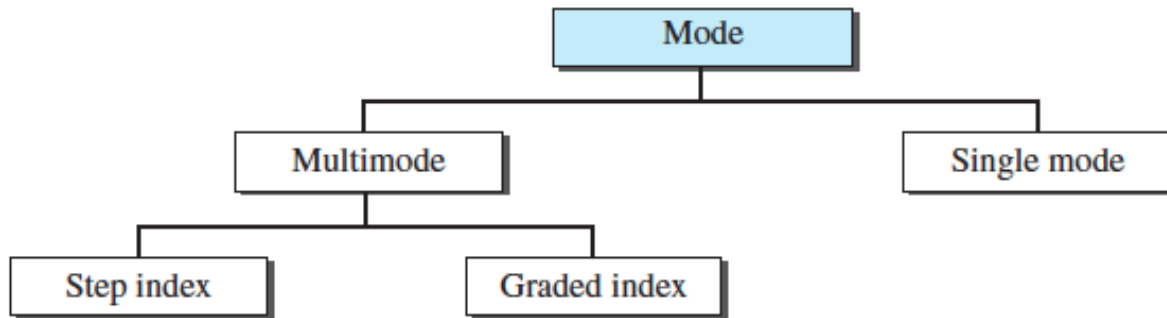 Mode
Multimode
Single mode
Step index
Graded index